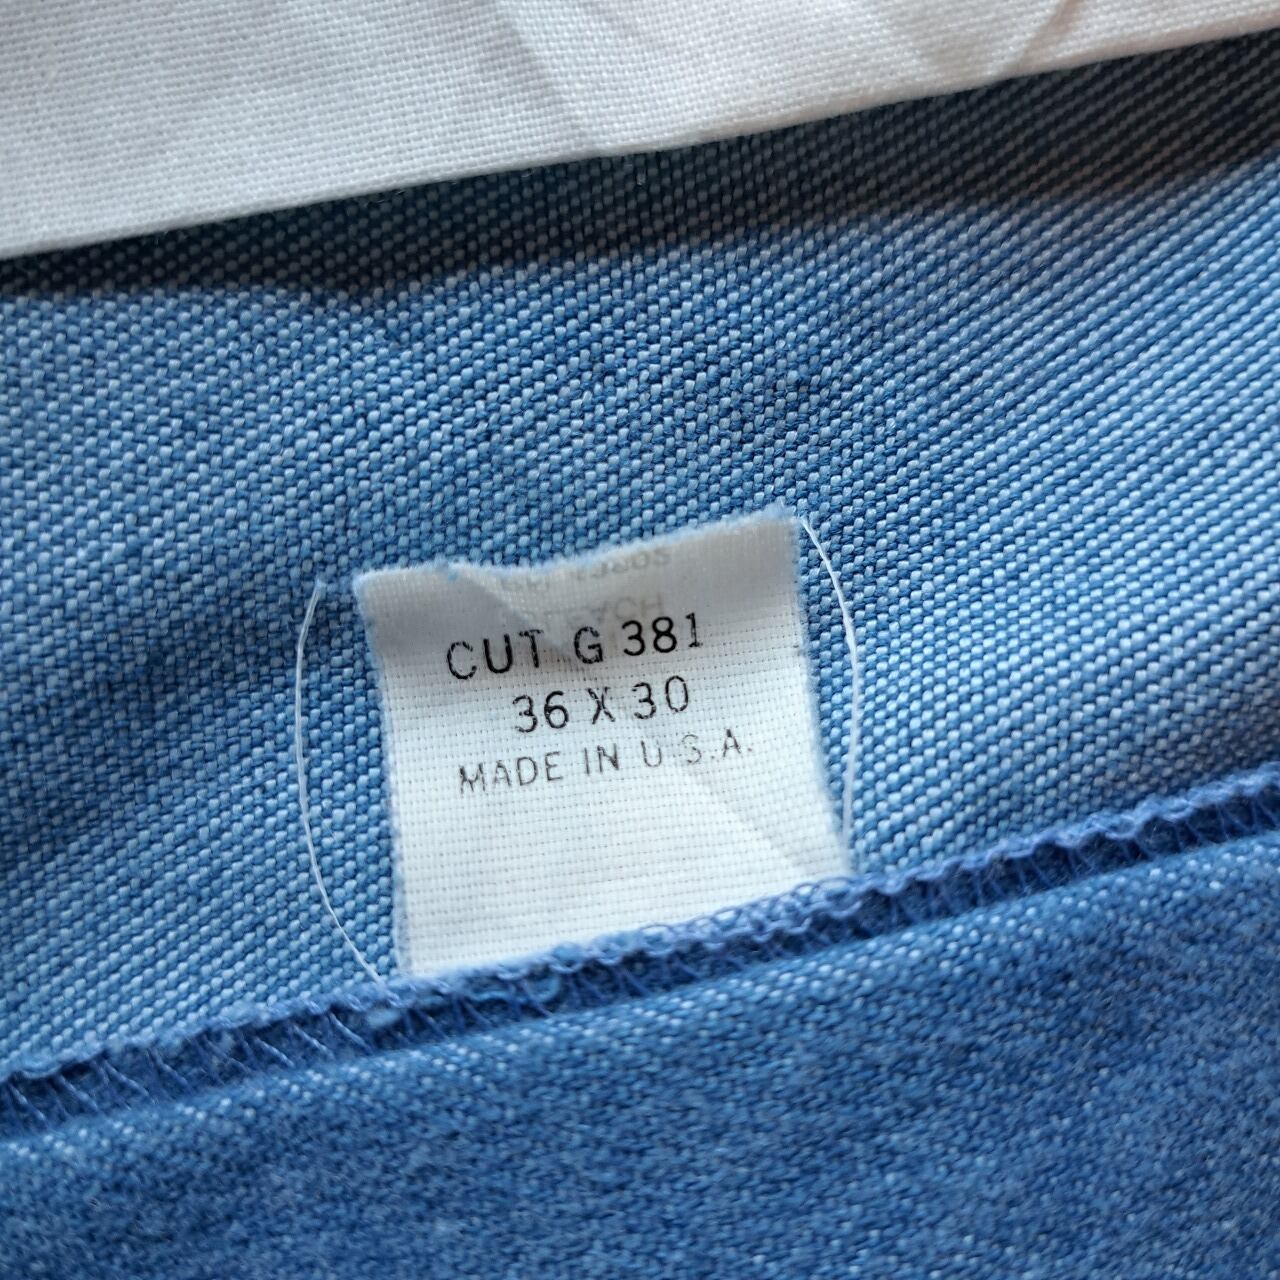 CUT G 381
36 X 30
MADE IN U.S.A.